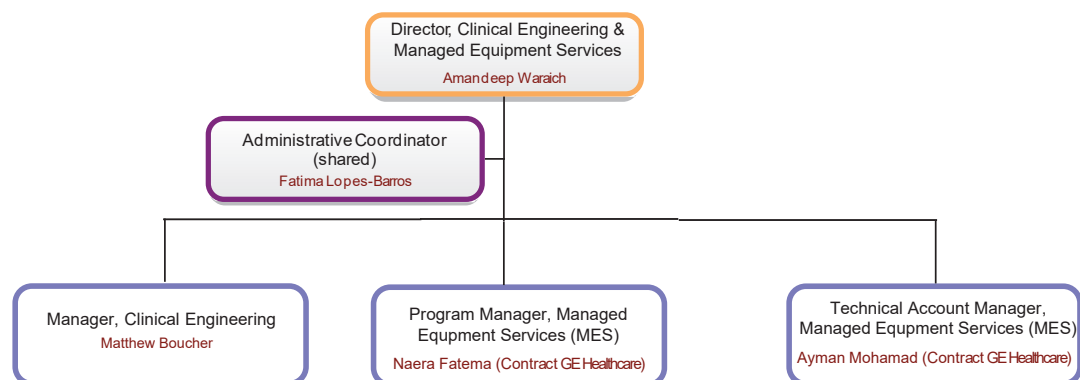 Director, Clinical Engineering &
Managed Equipment Services
Amandeep Waraich
Administrative Coordinator
(shared)
Fatima Lopes-Barros
Manager, Clinical Engineering
Matthew Boucher
Program Manager, Managed
Equpment Services (MES)
Naera Fatema (Contract GE Healthcare)
Technical Account Manager,
Managed Equpment Services (MES)
Ayman Mohamad (Contract GE Healthcare)